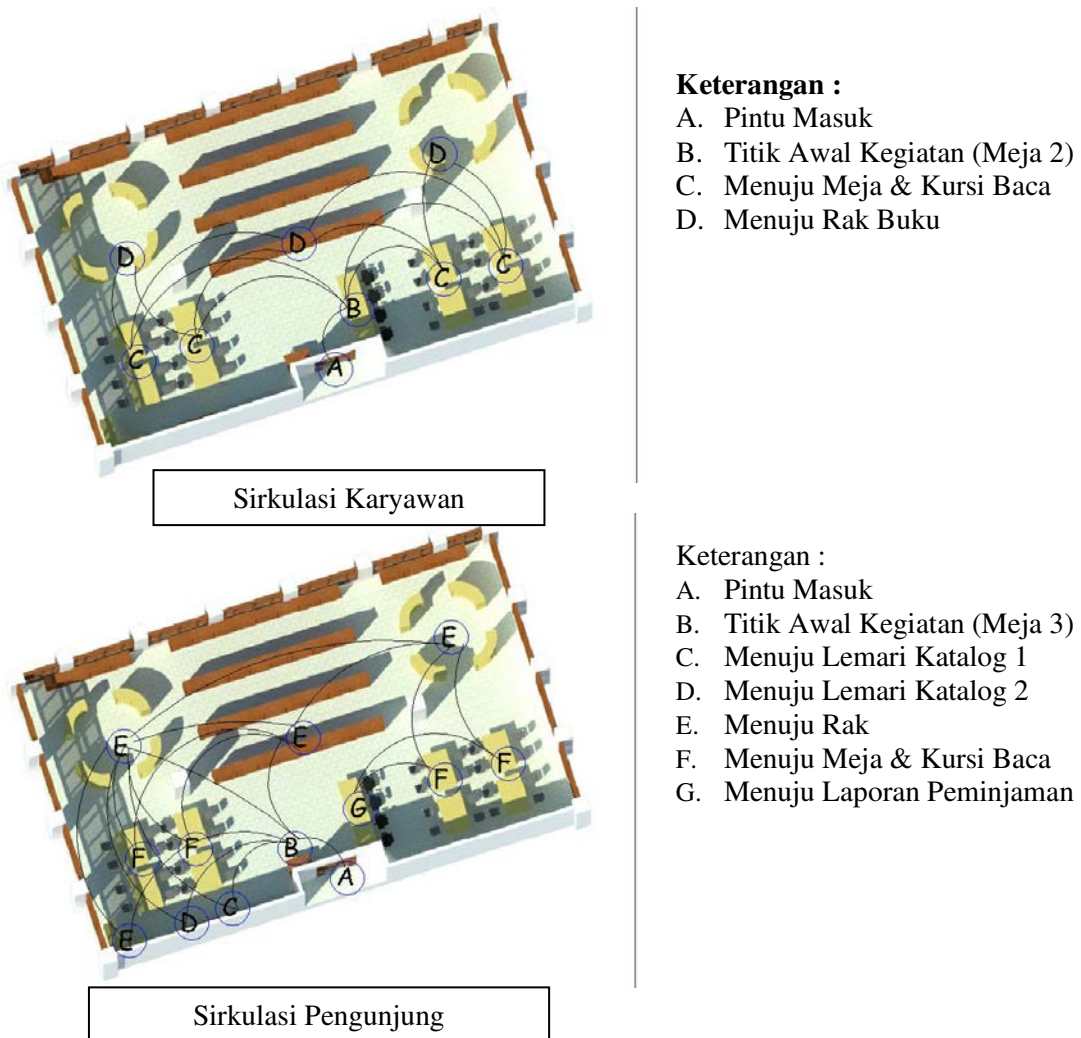 Keterangan :
A. Pintu Masuk
B. Titik Awal Kegiatan (Meja 2)
C. Menuju Meja & Kursi Baca
D. Menuju Rak Buku
D
D
D
C
C
B
C
C
A
Sirkulasi Karyawan
Keterangan :
A. Pintu Masuk
B. Titik Awal Kegiatan (Meja 3)
C. Menuju Lemari Katalog 1
D. Menuju Lemari Katalog 2
E. Menuju Rak
F. Menuju Meja & Kursi Baca
G. Menuju Laporan Peminjaman
E
E
E
F
F
G
F
F
B
A
C
D
E
Sirkulasi Pengunjung